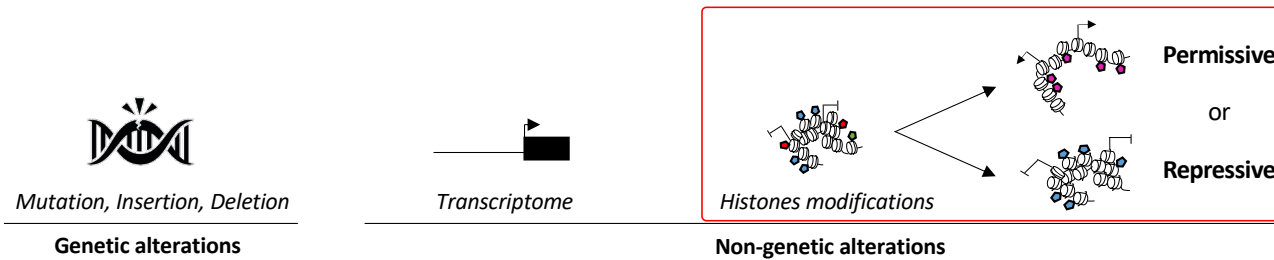 Permissive
or
Repressive
Mutation, Insertion, Deletion
Transcriptome
Histones modifications
Genetic alterations
Non-genetic alterations